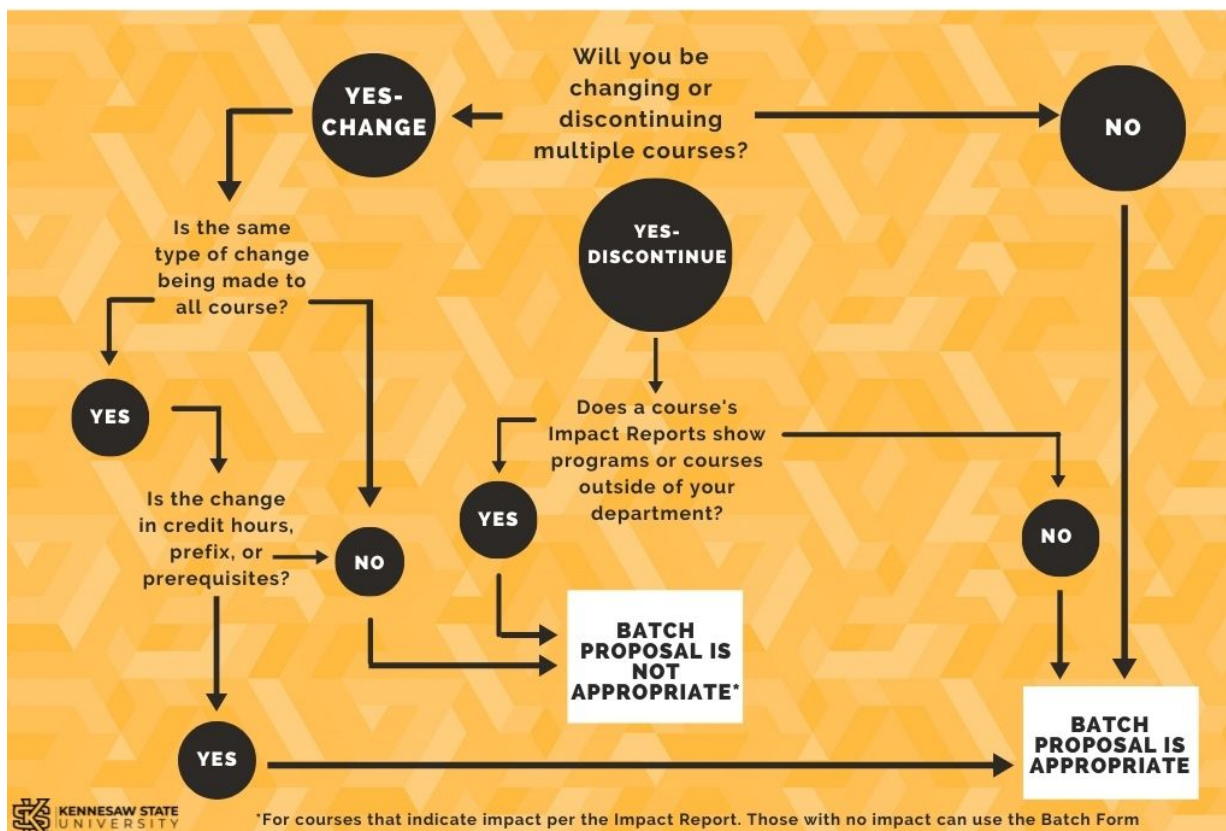 Will you be
changing or
discontinuing
multiple courses?
YES-
CHANGE
NO
Is the same
type of change
being made to
all course?
YES-
DISCONTINUE
YES
Does a course's
Impact Reports show
programs or courses
outside of your
department?
Is the change
in credit hours,
prefix, or
prerequisites?
NO
YES
NO
BATCH
PROPOSAL IS
NOT
APPROPRIATE*
YES
BATCH
PROPOSAL IS
APPROPRIATE
KS
KENNESAW STATE
UNIVERSITY
*For courses that indicate impact per the Impact Report. Those with no impact can use the Batch Form